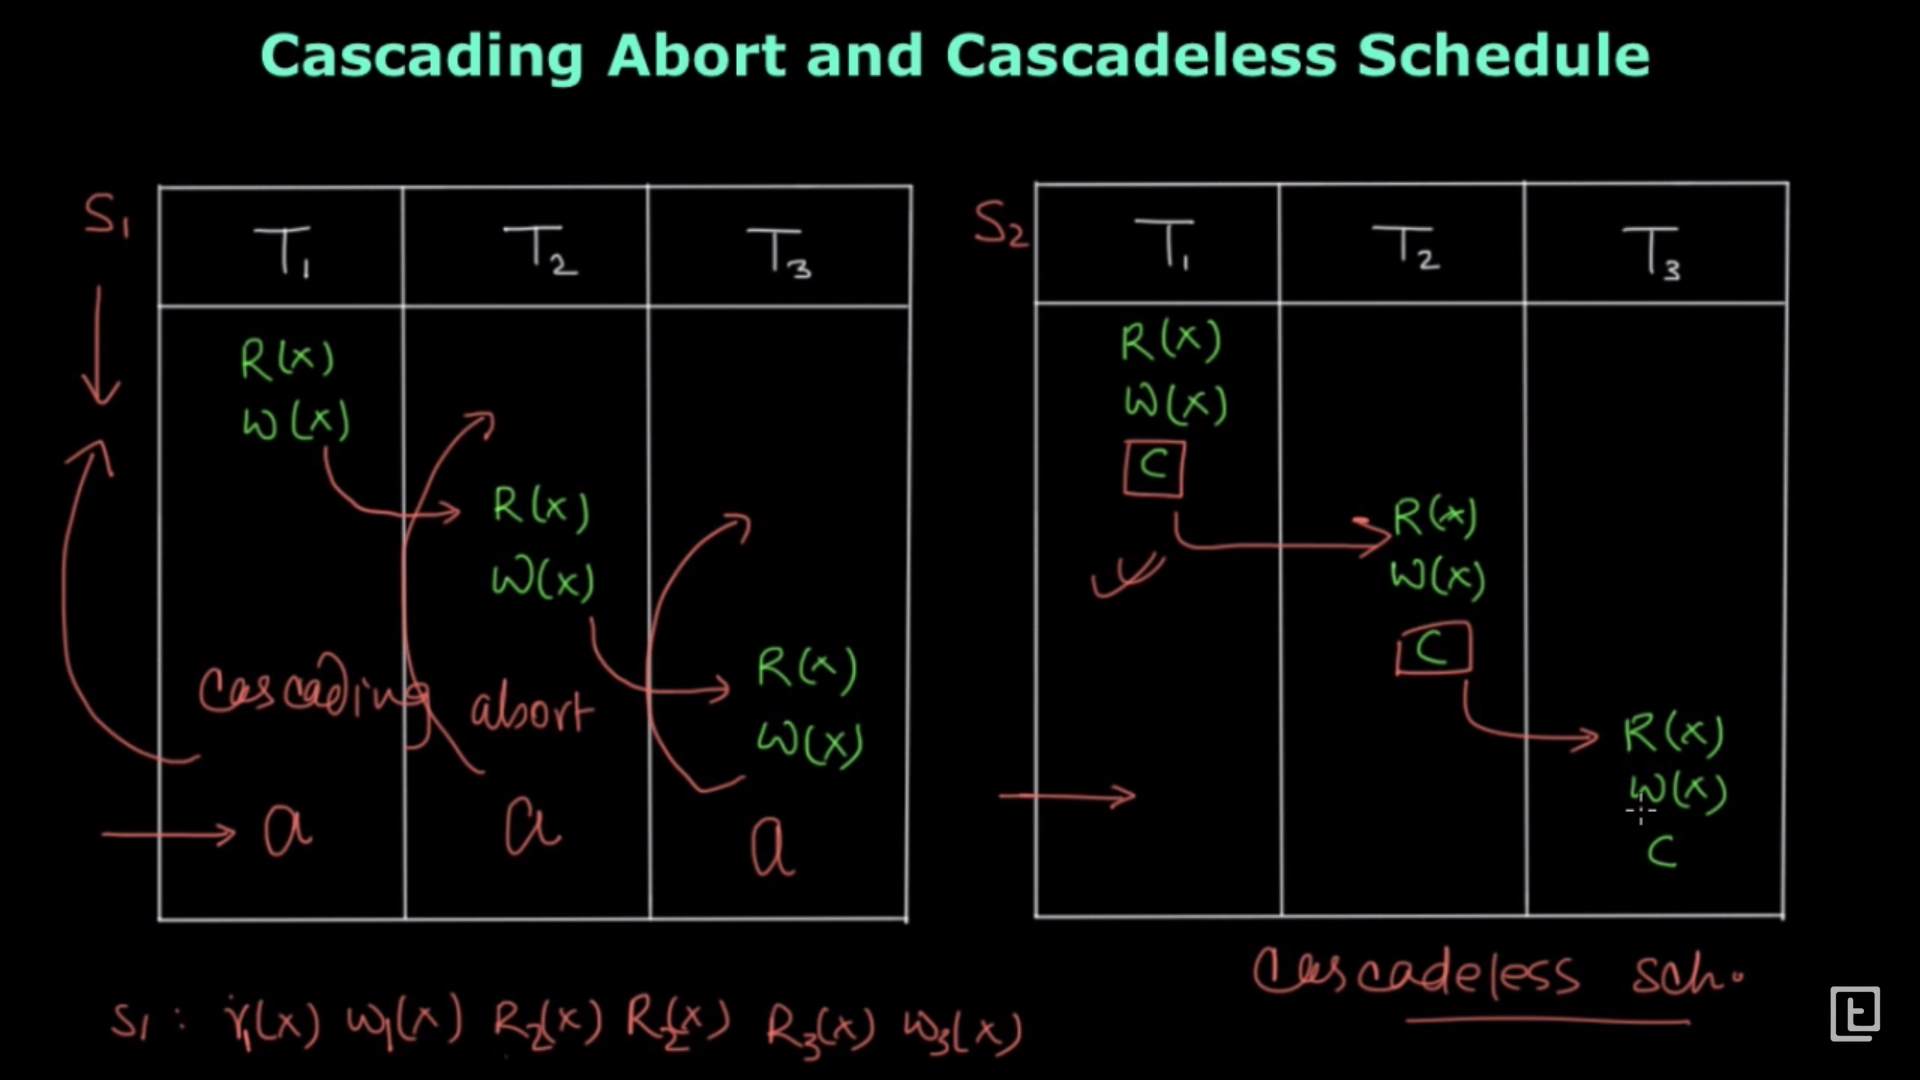 Cascading Abort and Cascadeless Schedule
S1
T1 T2 T3
R(x)
W(x)
R(x)
W(x)
R(x)
W(x)
Cascading abort
a a a
S1 : r1(x) W1(x) R2(x) R2(x) R3(x) W3(x)
S2
T1 T2 T3
R(x)
W(x)
C
R(x)
W(x)
C
R(x)
W(x)
C
Cascadeless sch.
t